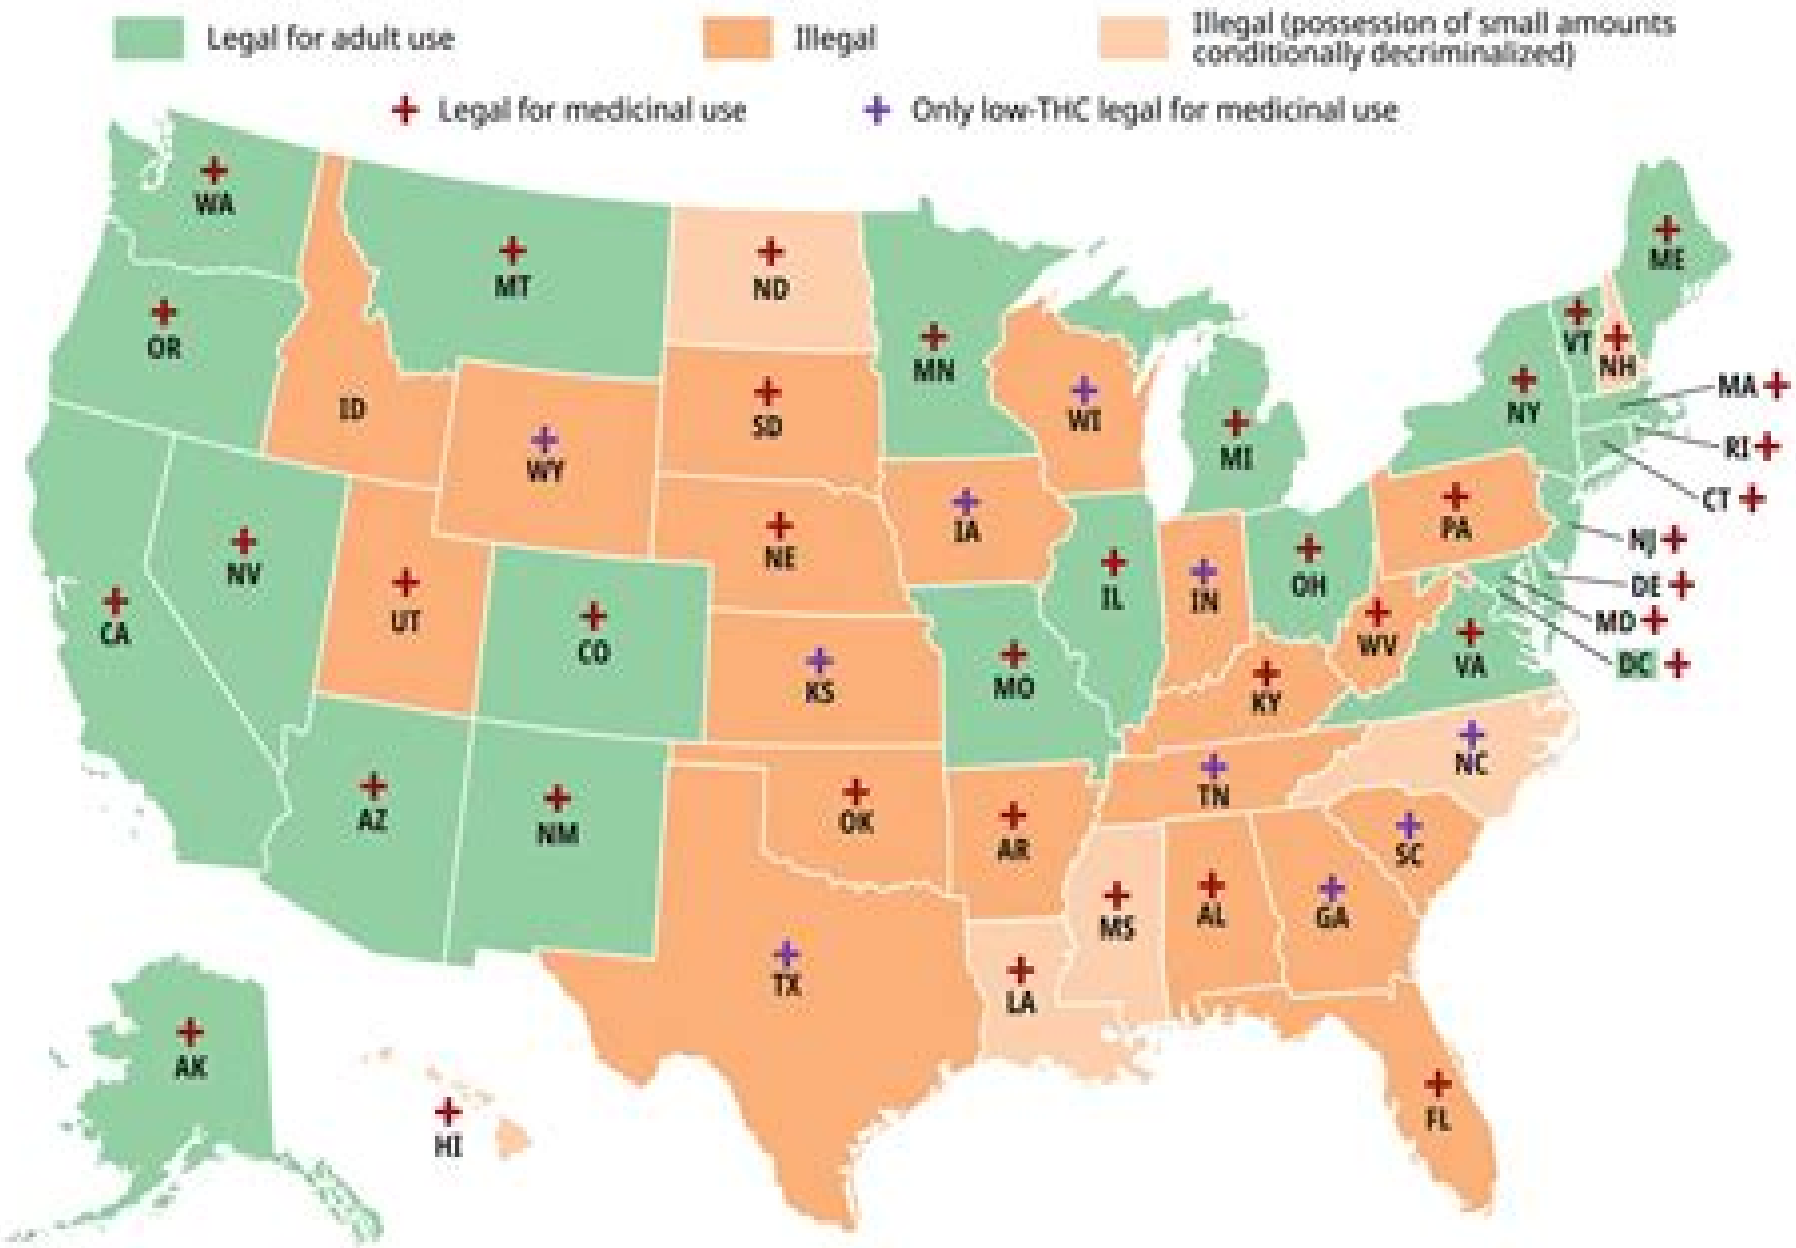 Legal for adult use
Illegal
Illegal (possession of small amounts
conditionally decriminalized)
Legal for medicinal use
Only low-THC legal for medicinal use
WA
ME
MT
ND
VT
OR
MN
NH
MA
ID
SD
WI
NY
RI
WY
MI
CT
IA
PA
NJ
NV
NE
OH
DE
UT
IL
IN
MD
CA
CO
WV
VA
DC
KS
MO
KY
NC
AZ
NM
OK
TN
AR
SC
MS
AL
GA
TX
LA
AK
HI
FL